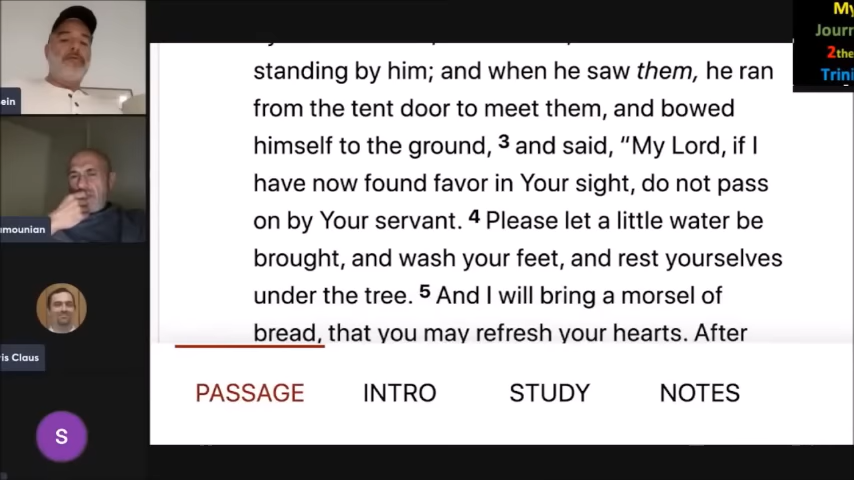 My
Journ
2the
Trini
standing by him; and when he saw them, he ran
from the tent door to meet them, and bowed
himself to the ground, 3 and said, “My Lord, if I
have now found favor in Your sight, do not pass
on by Your servant. 4 Please let a little water be
brought, and wash your feet, and rest yourselves
under the tree. 5 And I will bring a morsel of
bread, that you may refresh your hearts. After
PASSAGE INTRO STUDY NOTES
ein
mounian
is Claus
S